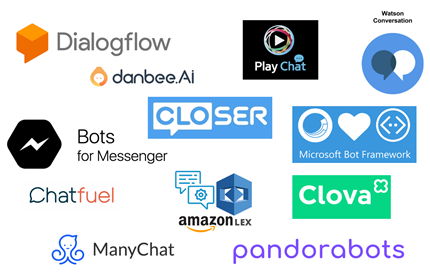 Watson
Conversation
Dialogflow
Play Chat
danbee.Ai
CLOSER
Bots
for Messenger
Microsoft Bot Framework
Chatfuel
amazon LEX
Clova
ManyChat
pandorabots